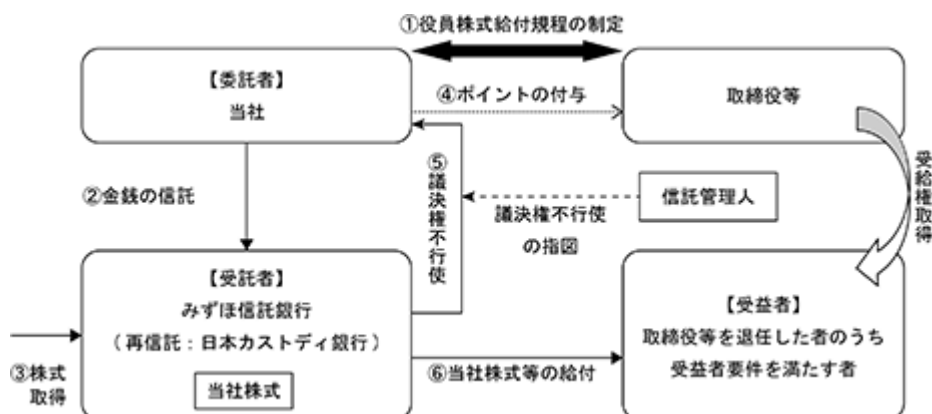 ①役員株式給付規程の制定
【委託者】
当社
④ポイントの付与
取締役等
②金銭の信託
⑤議決権不行使
議決権不行使
の指図
信託管理人
受給権取得
【受託者】
みずほ信託銀行
(再信託:日本カストディ銀行)
当社株式
③株式
取得
⑥当社株式等の給付
【受益者】
取締役等を退任した者のうち
受益者要件を満たす者